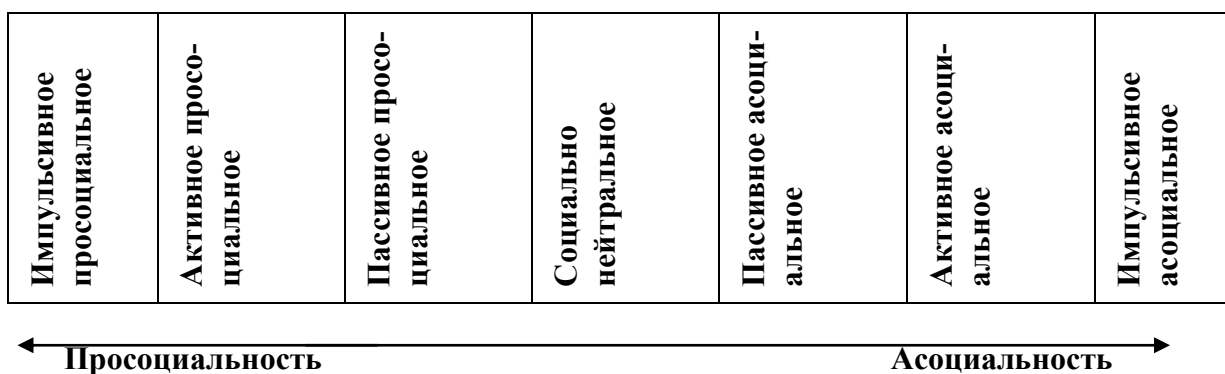 Импульсивное
просоциальное
Активное просо-
циальное
Пассивное просо-
циальное
Социально
нейтральное
Пассивное асоци-
альное
Активное асоци-
альное
Импульсивное
асоциальное
Просоциальность
Асоциальность